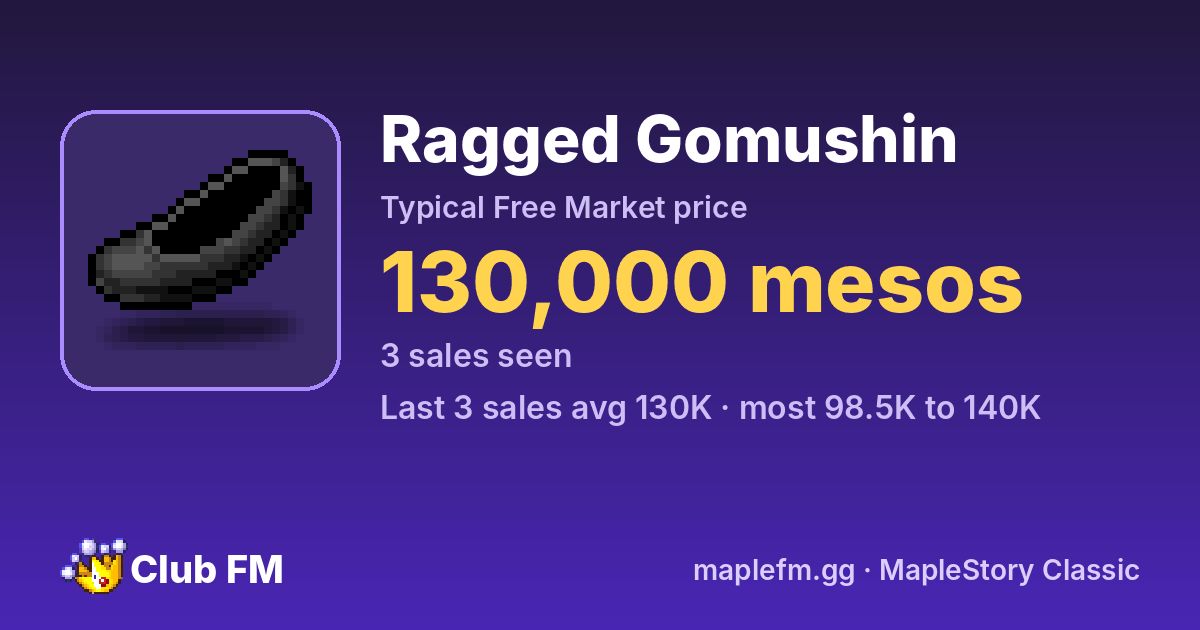 Ragged Gomushin
Typical Free Market price
130,000 mesos
3 sales seen
Last 3 sales avg 130K · most 98.5K to 140K
Club FM
maplefm.gg · MapleStory Classic